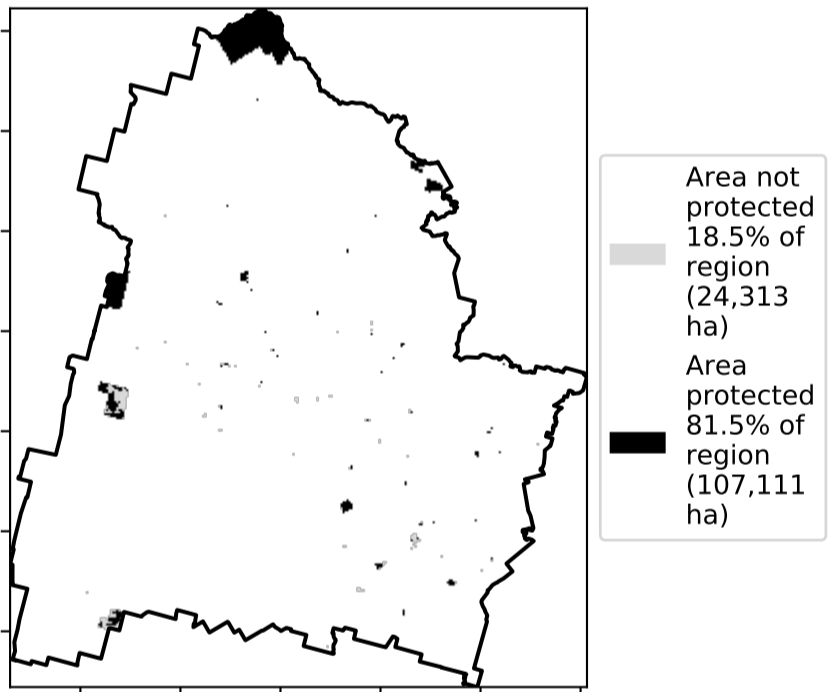 Area not
protected
18.5% of
region
(24,313
ha)
Area
protected
81.5% of
region
(107,111
ha)